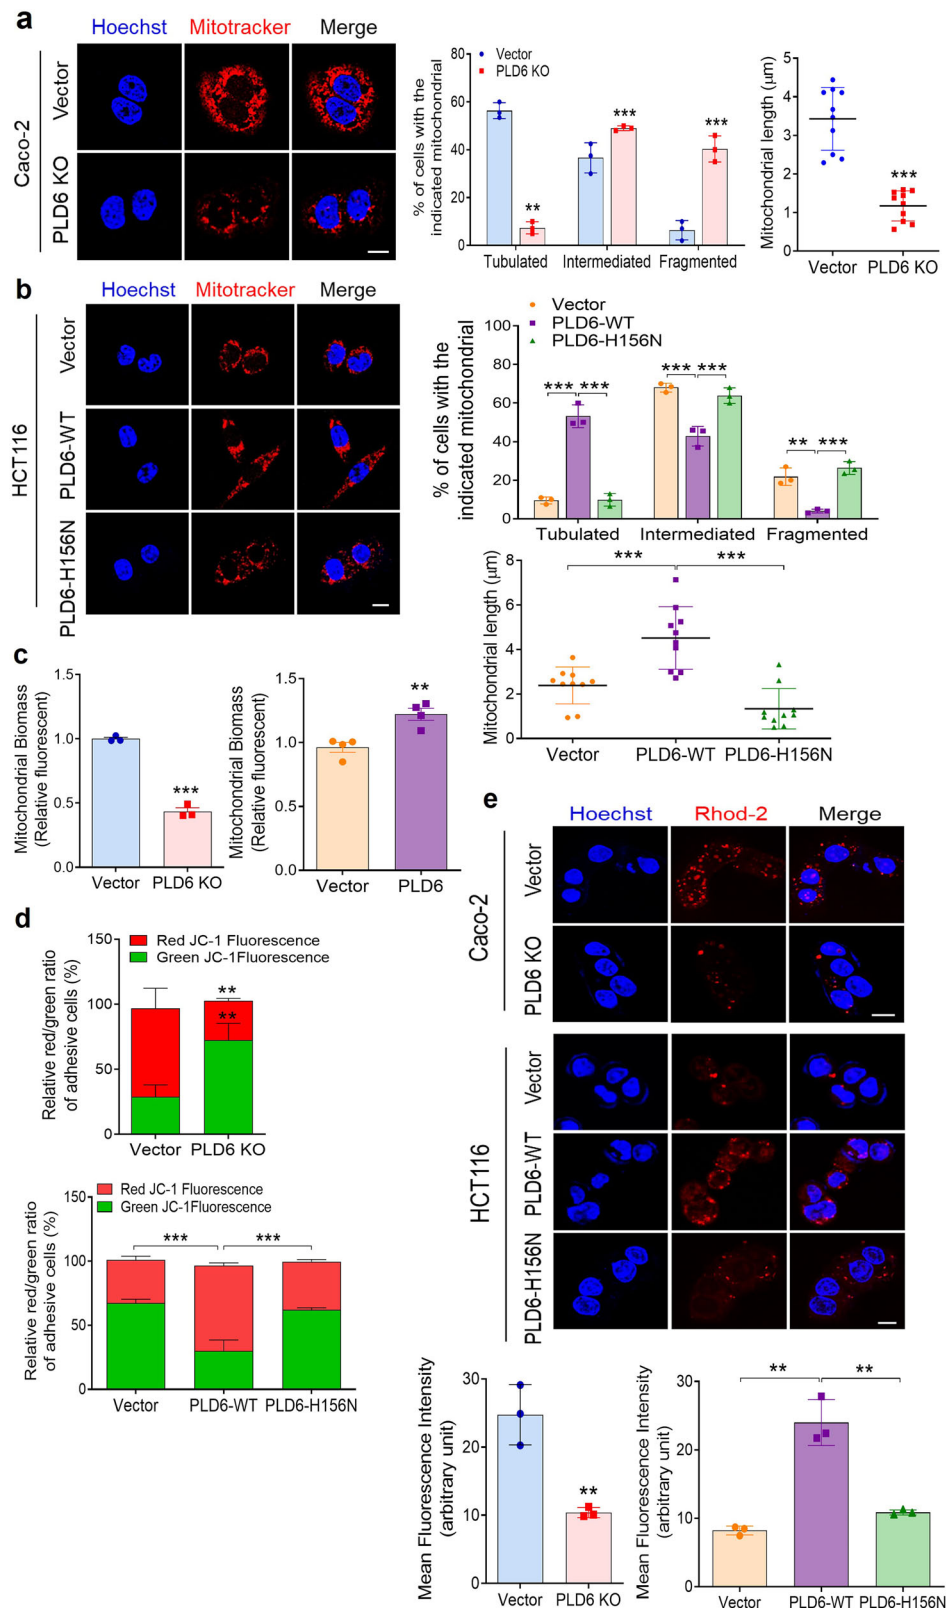 a
Hoechst Mitotracker Merge
Caco-2
Vector
PLD6 KO
% of cells with the
indicated mitochondrial
80
60
40
20
0
Vector
PLD6 KO
**
***
***
Tubulated Intermediated Fragmented
Mitochondrial length (μm)
5
4
3
2
1
0
***
Vector PLD6 KO
b
Hoechst Mitotracker Merge
HCT116
Vector
PLD6-WT
PLD6-H156N
Vector
PLD6-WT
PLD6-H156N
% of cells with the
indicated mitochondrial
100
80
60
40
20
0
*** ***
*** ***
** ***
Tubulated Intermediated Fragmented
Mitochondrial length (μm)
8
6
4
2
0
*** ***
Vector PLD6-WT PLD6-H156N
c
Mitochondrial Biomass
(Relative fluorescent)
1.5
1.0
0.5
0.0
***
Vector PLD6 KO
Mitochondrial Biomass
(Relative fluorescent)
1.5
1.0
0.5
0.0
**
Vector PLD6
d
Relative red/green ratio
of adhesive cells (%)
150
100
50
0
Red JC-1 Fluorescence
Green JC-1Fluorescence
**
**
Vector PLD6 KO
Relative red/green ratio
of adhesive cells (%)
150
100
50
0
Red JC-1 Fluorescence
Green JC-1Fluorescence
*** ***
Vector PLD6-WT PLD6-H156N
e
Hoechst Rhod-2 Merge
Caco-2
Vector
PLD6 KO
HCT116
Vector
PLD6-WT
PLD6-H156N
Mean Fluorescence Intensity
(arbitrary unit)
30
20
10
0
**
Vector PLD6 KO
Mean Fluorescence Intensity
(arbitrary unit)
30
20
10
0
** **
Vector PLD6-WT PLD6-H156N